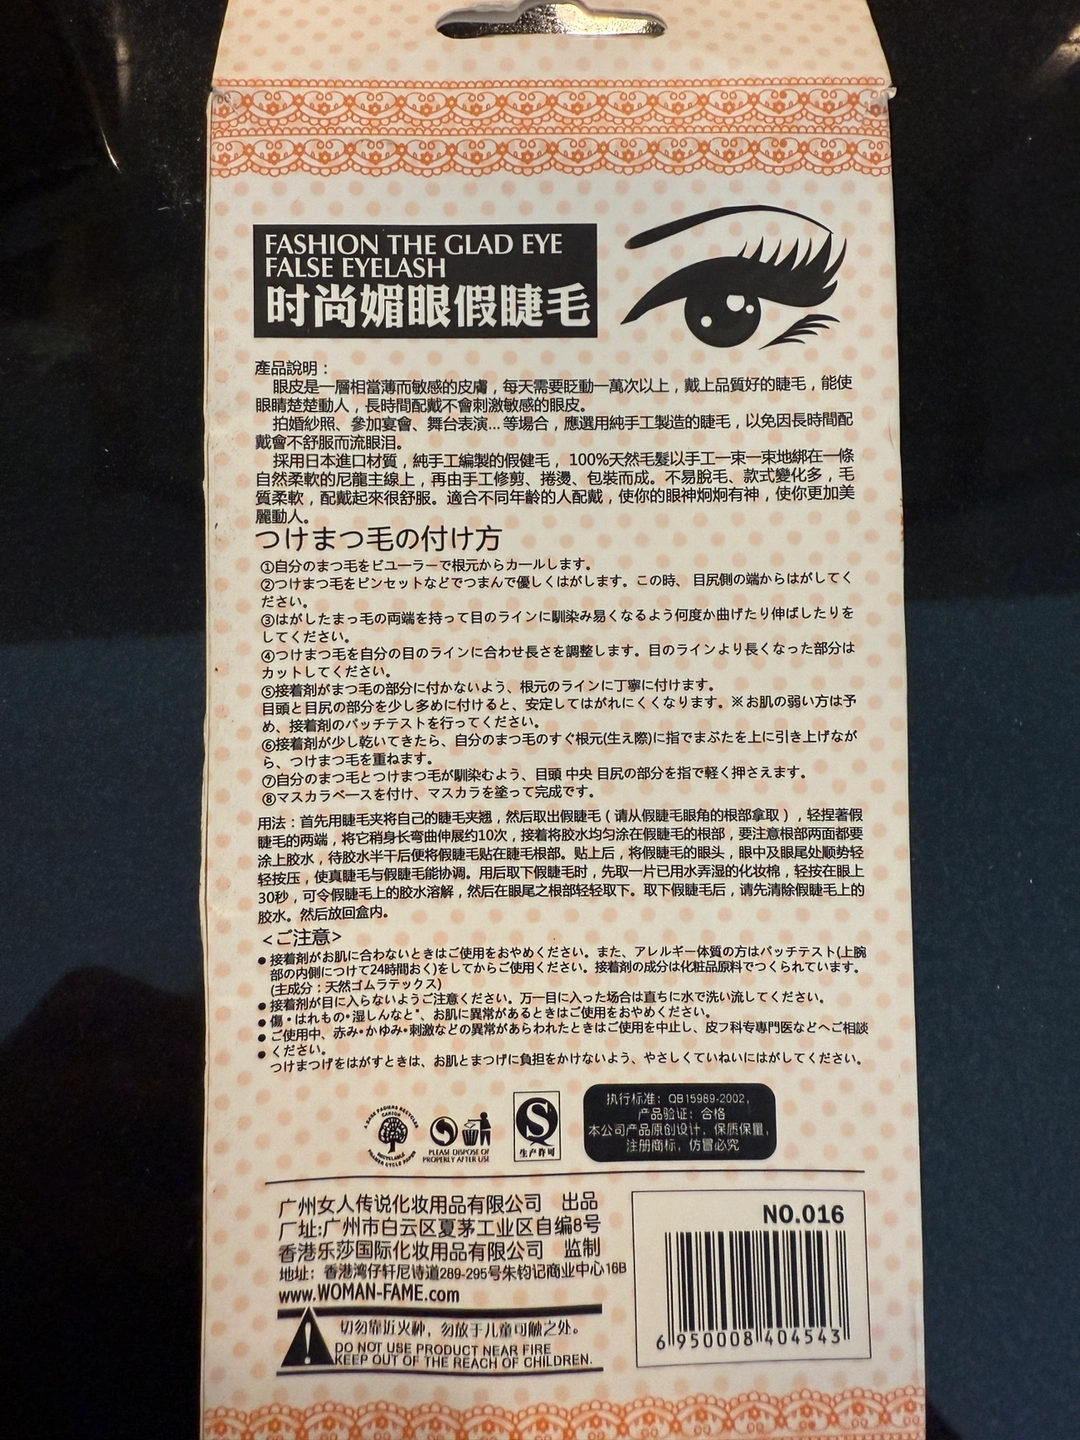 FASHION THE GLAD EYE
FALSE EYELASH
时尚媚眼假睫毛
產品說明：
眼皮是一層相當薄而敏感的皮膚，每天需要眨動一萬次以上，戴上品質好的睫毛，能使
眼睛楚楚動人，長時間配戴不會刺激敏感的眼皮。
拍婚紗照、參加宴會、舞台表演...等場合，應選用純手工製造的睫毛，以免因長時間配
戴會不舒服而流眼淚。
採用日本進口材質，純手工編製的假健毛， 100%天然毛髮以手工一束一束地綁在一條
自然柔軟的尼龍主線上，再由手工修剪、捲燙、包裝而成。不易脫毛、款式變化多，毛
質柔軟，配戴起來很舒服。適合不同年齡的人配戴，使你的眼神炯炯有神，使你更加美
麗動人。
つけまつ毛の付け方
①自分のまつ毛をビユーラーで根元からカールします。
②つけまつ毛をピンセットなどでつまんで優しくはがします。この時、目尻側の端からはがしてく
ださい。
③はがしたまっ毛の両端を持って目のラインに馴染み易くなるよう何度か曲げたり伸ばしたりを
してください。
④つけまつ毛を自分の目のラインに合わせ長さを調整します。目のラインより長くなった部分は
カットしてください。
⑤接着剤がまつ毛の部分に付かないよう、根元のラインに丁寧に付けます。
目頭と目尻の部分を少し多めに付けると、安定してはがれにくくなります。※お肌の弱い方は予
め、接着剤のパッチテストを行ってください。
⑥接着剤が少し乾いてきたら、自分のまつ毛のすぐ根元(生え際)に指でまぶたを上に引き上げなが
ら、つけまつ毛を重ねます。
⑦自分のまつ毛とつけまつ毛が馴染むよう、目頭 中央 目尻の部分を指で軽く押さえます。
⑧マスカラベースを付け、マスカラを塗って完成です。
用法：首先用睫毛夹将自己的睫毛夹翘，然后取出假睫毛（请从假睫毛眼角的根部拿取），轻捏著假
睫毛的两端，将它稍身长弯曲伸展约10次，接着将胶水均匀涂在假睫毛的根部，要注意根部两面都要
涂上胶水，待胶水半干后便将假睫毛贴在睫毛根部。贴上后，将假睫毛的眼头，眼中及眼尾处顺势轻
轻按压，使真睫毛与假睫毛能协调。用后取下假睫毛时，先取一片已用水弄湿的化妆棉，轻按在眼上
30秒，可令假睫毛上的胶水溶解，然后在眼尾之根部轻轻取下。取下假睫毛后，请先清除假睫毛上的
胶水。然后放回盒内。
<ご注意>
●接着剤がお肌に合わないときはご使用をおやめください。また、アレルギー体質の方はパッチテスト(上腕
部の内側につけて24時間おく)をしてからご使用ください。接着剤の成分は化粧品原料でつくられています。
(主成分：天然ゴムラテックス)
●接着剤が目に入らないようご注意ください。万一目に入った場合は直ちに水で洗い流してください。
●傷・はれもの・湿しんなど、お肌に異常があるときはご使用をおやめください。
●ご使用中、赤み・かゆみ・刺激などの異常があらわれたときはご使用を中止し、皮フ科专專門医などへご相談
●ください。
つけまつげをはがすときは、お肌とまつげに負担をかけないよう、やさしくていねいにはがしてください。
PLEASE DISPOSE OF
PROPERLY AFTER USE
S
生产许可
执行标准：QB15989-2002，
产品验证：合格
本公司产品原创设计，保质保量，
注册商标，仿冒必究
广州女人传说化妆用品有限公司 出品
厂址:广州市白云区夏茅工业区自编8号
香港乐莎国际化妆用品有限公司 监制
地址：香港湾仔轩尼诗道289-295号朱钧记商业中心16B
www.WOMAN-FAME.com
切勿靠近火种，勿放于儿童可触之处。
DO NOT USE PRODUCT NEAR FIRE
KEEP OUT OF THE REACH OF CHILDREN.
NO.016
6 950008 404543